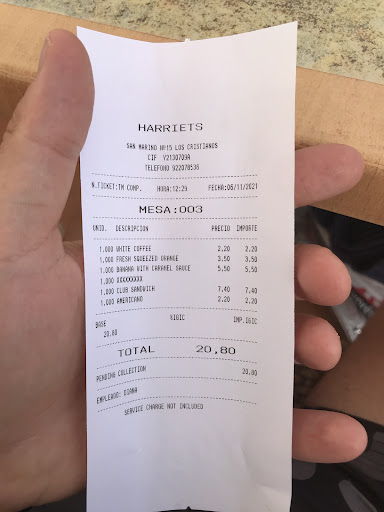 HARRIETS
SAN MARINO Nº15 LOS CRISTIANOS
CIF Y2130709A
TELEFONO 922078536
N.TICKET:TM COMP. HORA:12:29 FECHA:06/11/2021
MESA:003
UNID. DESCRIPCION PRECIO IMPORTE
1.000 WHITE COFFEE 2.20 2.20
1.000 FRESH SQUEEZED ORANGE 3.50 3.50
1.000 BANANA WITH CARAMEL SAUCE 5.50 5.50
1.000 XXXXXXXXX
1.000 CLUB SANDWICH 7.40 7.40
1.000 AMERICANO 2.20 2.20
BASE %IGIC IMP.IGIC
20.80
TOTAL 20,80
PENDING COLLECTION 20.80
EMPLEADO: DIANA
SERVICE CHARGE NOT INCLUDED